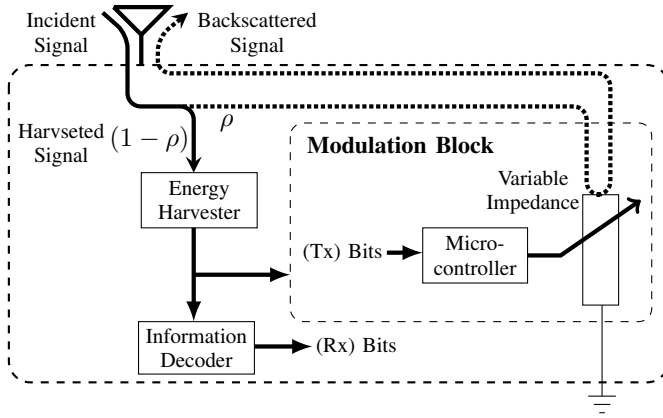 Incident
Signal
Backscattered
Signal
Harvseted
Signal
(1 − ρ)
ρ
Modulation Block
Variable
Impedance
Energy
Harvester
(Tx) Bits
Micro-
controller
Information
Decoder
(Rx) Bits